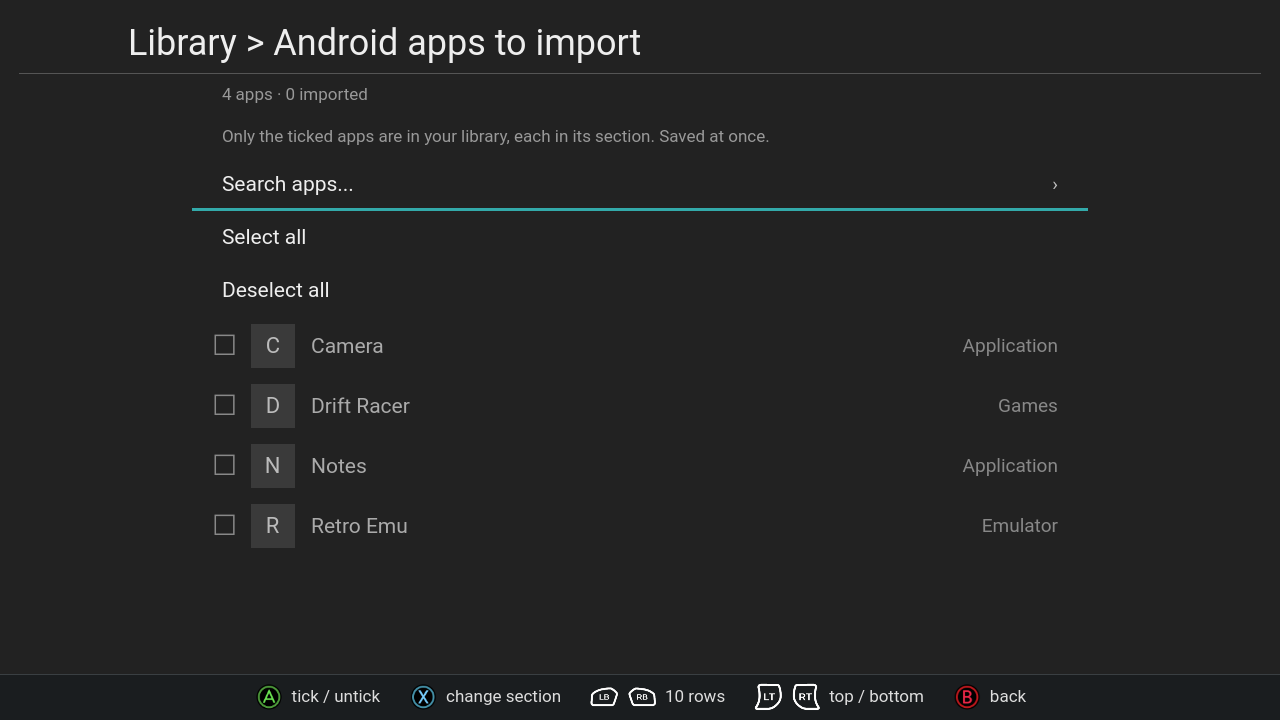 Library > Android apps to import
4 apps · 0 imported
Only the ticked apps are in your library, each in its section. Saved at once.
Search apps... ›
Select all
Deselect all
C Camera Application
D Drift Racer Games
N Notes Application
R Retro Emu Emulator
A tick / untick X change section LB RB 10 rows LT RT top / bottom B back